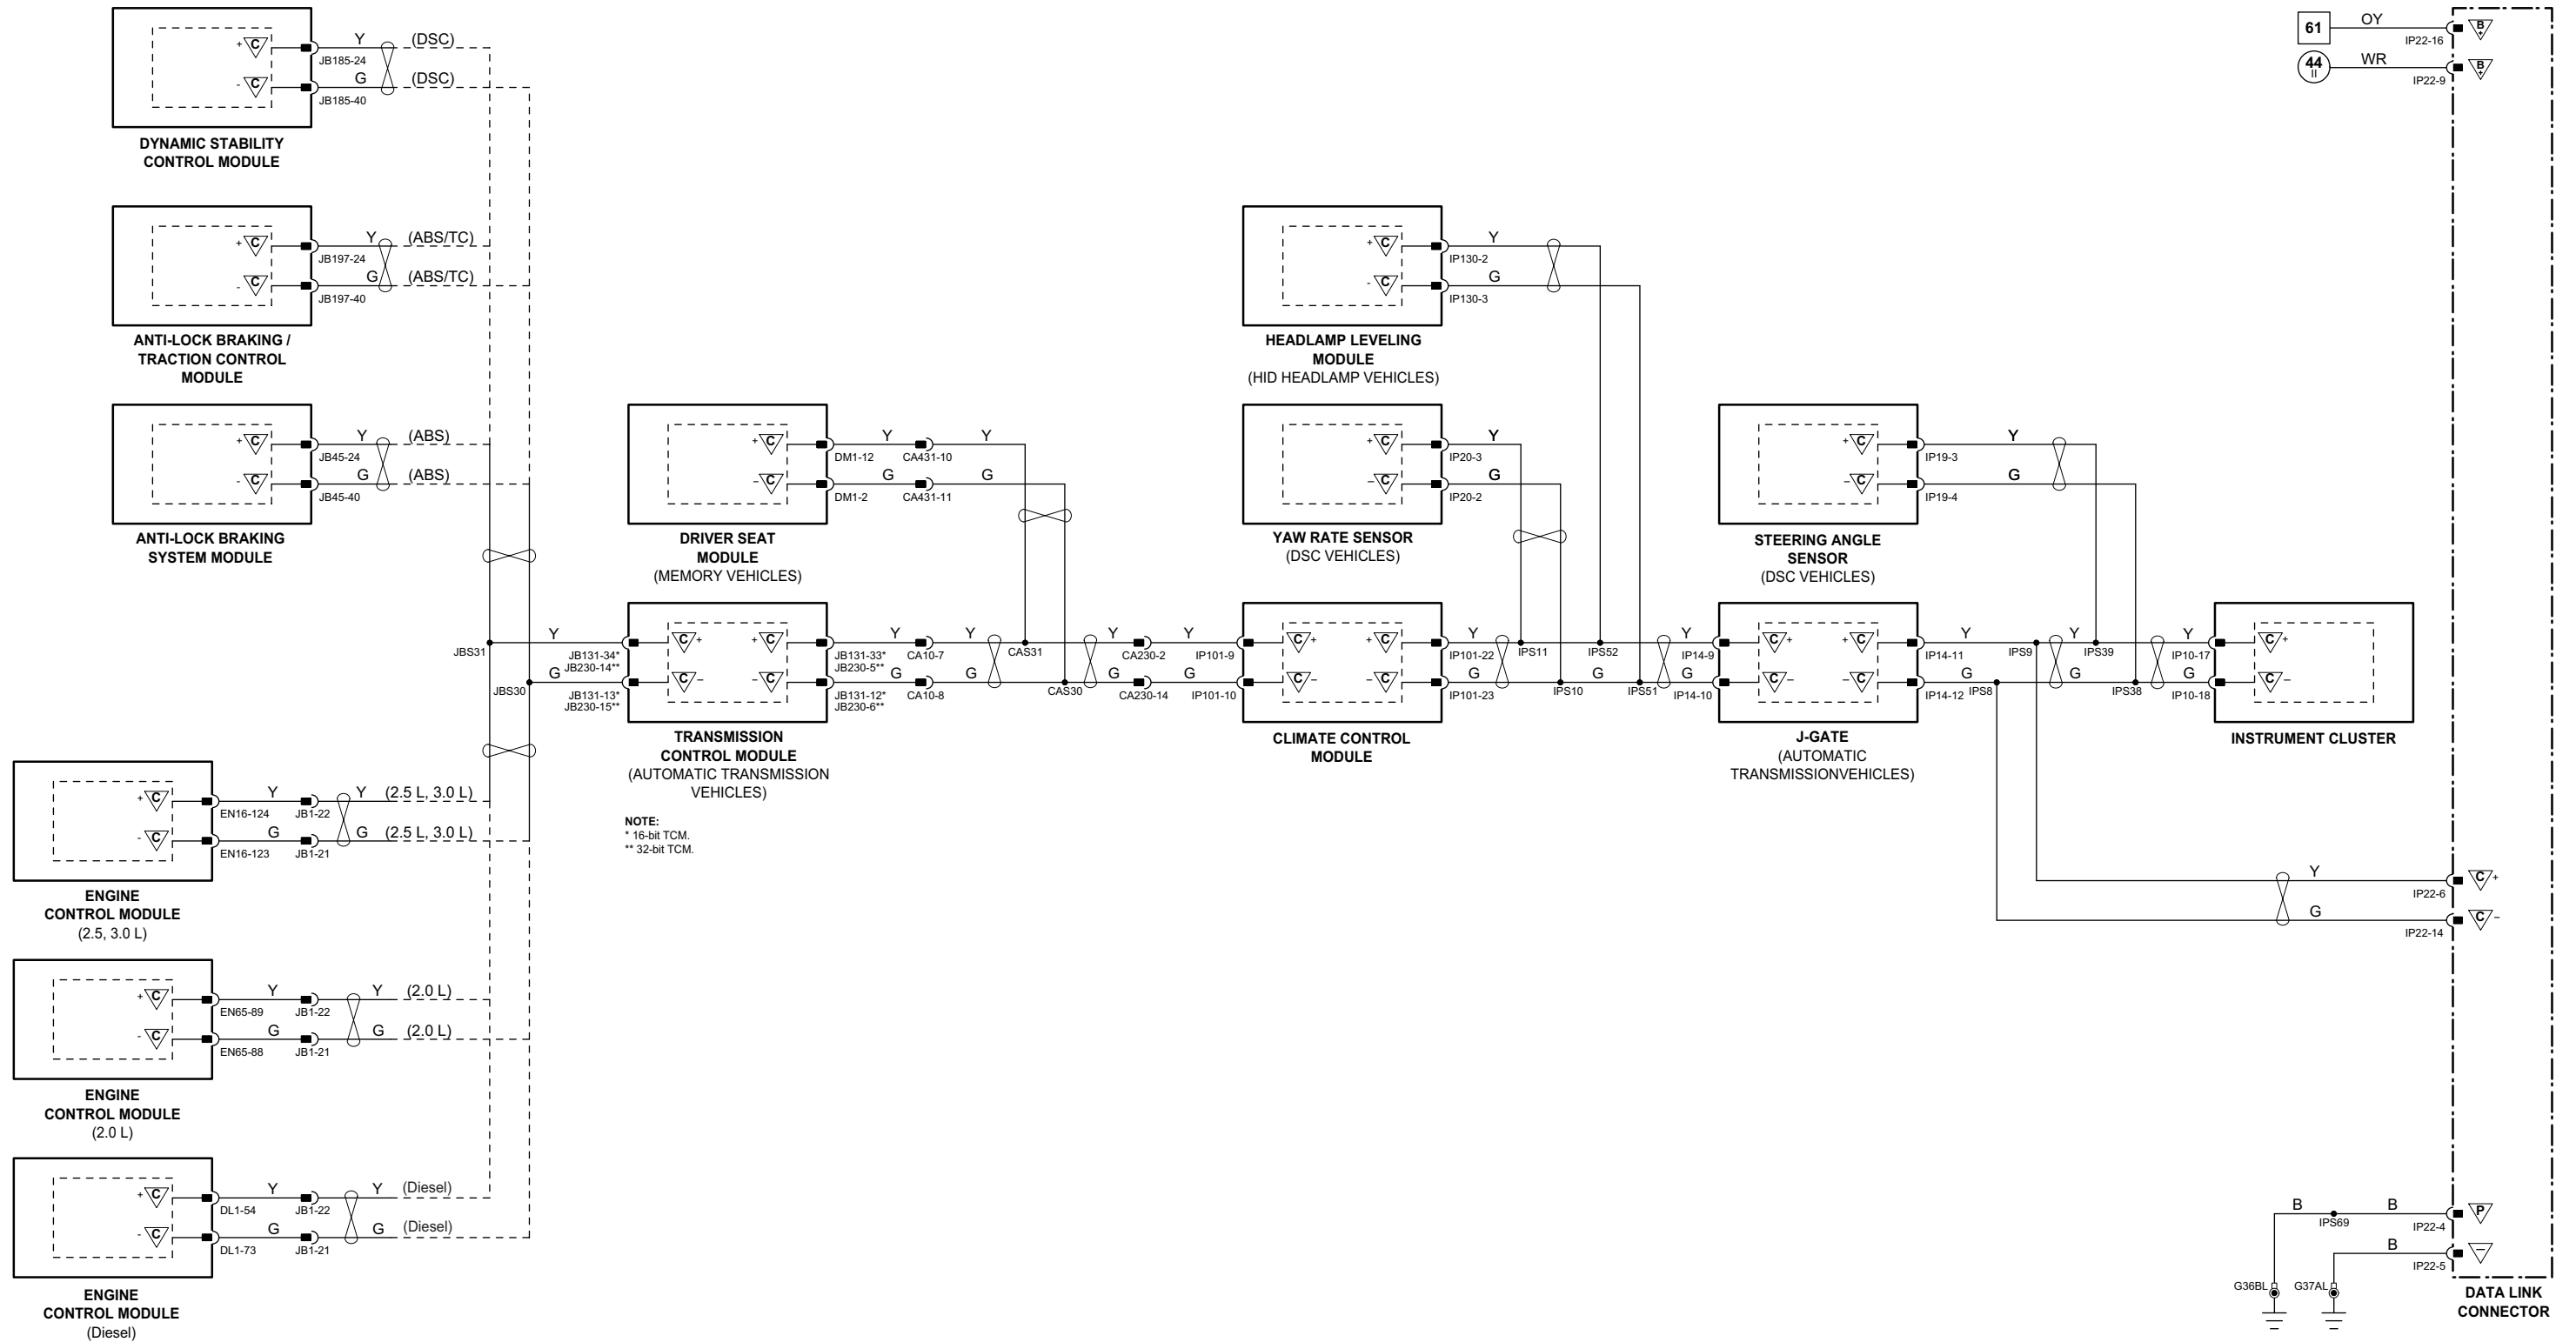 Y
(DSC)
+ C
JB185-24
G
(DSC)
- C
JB185-40
DYNAMIC STABILITY
CONTROL MODULE
Y
(ABS/TC)
+ C
JB197-24
G
(ABS/TC)
- C
JB197-40
ANTI-LOCK BRAKING /
TRACTION CONTROL
MODULE
Y
(ABS)
+ C
JB45-24
G
(ABS)
- C
JB45-40
ANTI-LOCK BRAKING
SYSTEM MODULE
JBS31
JBS30
+ C
Y
Y
(2.5 L, 3.0 L)
EN16-124
JB1-22
- C
G
G
(2.5 L, 3.0 L)
EN16-123
JB1-21
ENGINE
CONTROL MODULE
(2.5, 3.0 L)
+ C
Y
Y
(2.0 L)
EN65-89
JB1-22
- C
G
G
(2.0 L)
EN65-88
JB1-21
ENGINE
CONTROL MODULE
(2.0 L)
+ C
Y
Y
(Diesel)
DL1-54
JB1-22
- C
G
G
(Diesel)
DL1-73
JB1-21
ENGINE
CONTROL MODULE
(Diesel)
+ C
Y
Y
DM1-12
CA431-10
– C
G
G
DM1-2
CA431-11
DRIVER SEAT
MODULE
(MEMORY VEHICLES)
Y
C +
+ C
Y
Y
Y
Y
JB131-34*
JB230-14**
JB131-33*
JB230-5**
CA10-7
CAS31
CA230-2
IP101-9
G
C –
– C
G
G
G
G
JB131-13*
JB230-15**
JB131-12*
JB230-6**
CA10-8
CAS30
CA230-14
IP101-10
TRANSMISSION
CONTROL MODULE
(AUTOMATIC TRANSMISSION
VEHICLES)
NOTE:
* 16-bit TCM.
** 32-bit TCM.
+ C
Y
IP130-2
- C
G
IP130-3
HEADLAMP LEVELING
MODULE
(HID HEADLAMP VEHICLES)
+ C
Y
IP20-3
– C
G
IP20-2
YAW RATE SENSOR
(DSC VEHICLES)
C +
+ C
Y
Y
Y
IP101-22
IPS11
IPS52
IP14-9
C –
– C
G
G
G
IP101-23
IPS10
IPS51
IP14-10
CLIMATE CONTROL
MODULE
+ C
Y
IP19-3
– C
G
IP19-4
STEERING ANGLE
SENSOR
(DSC VEHICLES)
C +
+ C
Y
Y
Y
C +
IP14-11
IPS9
IPS39
IP10-17
C –
– C
G
G
G
C –
IP14-12
IPS8
IPS38
IP10-18
J-GATE
(AUTOMATIC
TRANSMISSIONVEHICLES)
INSTRUMENT CLUSTER
61
OY
IP22-16
B
+
44
II
WR
IP22-9
B
+
Y
IP22-6
C +
G
IP22-14
C –
B
B
IPS69
IP22-4
P
B
IP22-5
–
G36BL
G37AL
DATA LINK
CONNECTOR